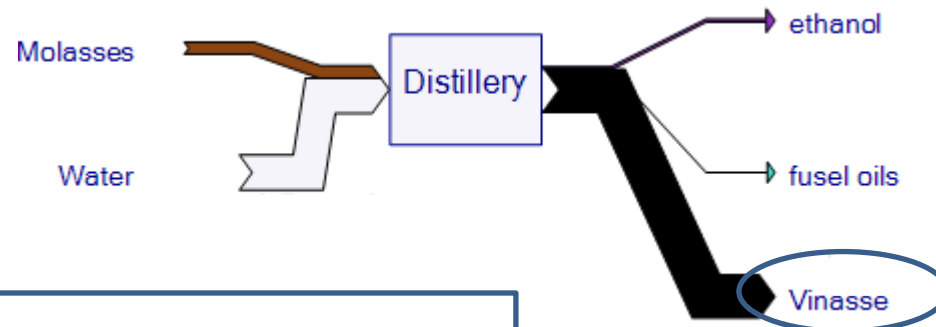 Molasses
Water
Distillery
ethanol
fusel oils
Vinasse